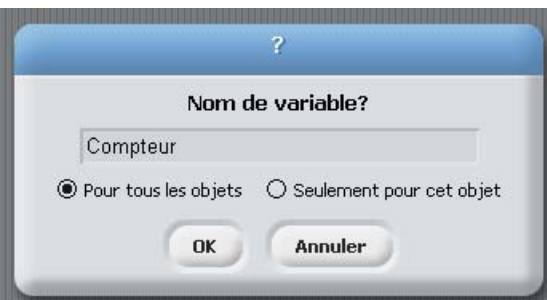 ?
Nom de variable?
Compteur
Pour tous les objets Seulement pour cet objet
OK Annuler